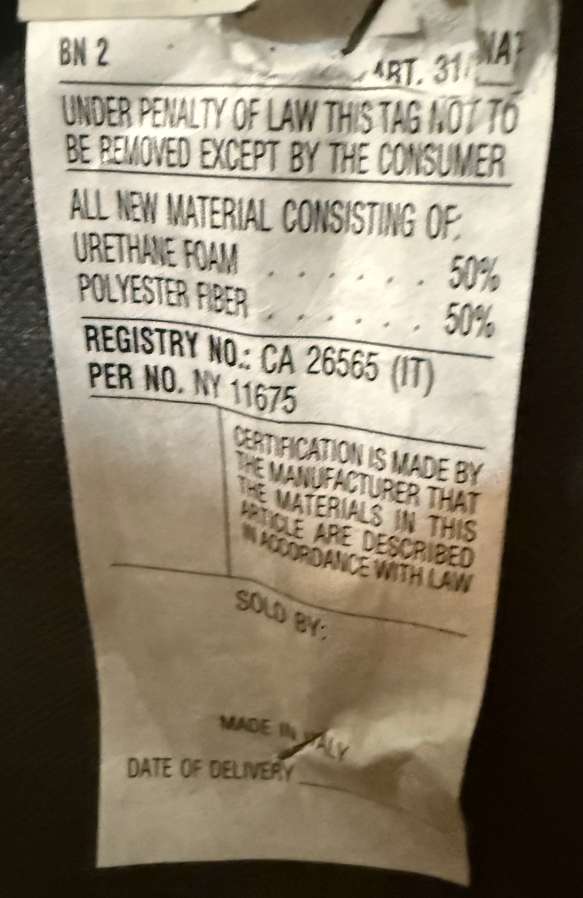 BN 2
ART. 31
UNDER PENALTY OF LAW THIS TAG NOT TO
BE REMOVED EXCEPT BY THE CONSUMER
ALL NEW MATERIAL CONSISTING OF:
URETHANE FOAM . . . . . . 50%
POLYESTER FIBER . . . . . . 50%
REGISTRY NO.: CA 26565 (IT)
PER NO. NY 11675
CERTIFICATION IS MADE BY
THE MANUFACTURER THAT
THE MATERIALS IN THIS
ARTICLE ARE DESCRIBED
IN ACCORDANCE WITH LAW
SOLD BY:
MADE IN ITALY
DATE OF DELIVERY